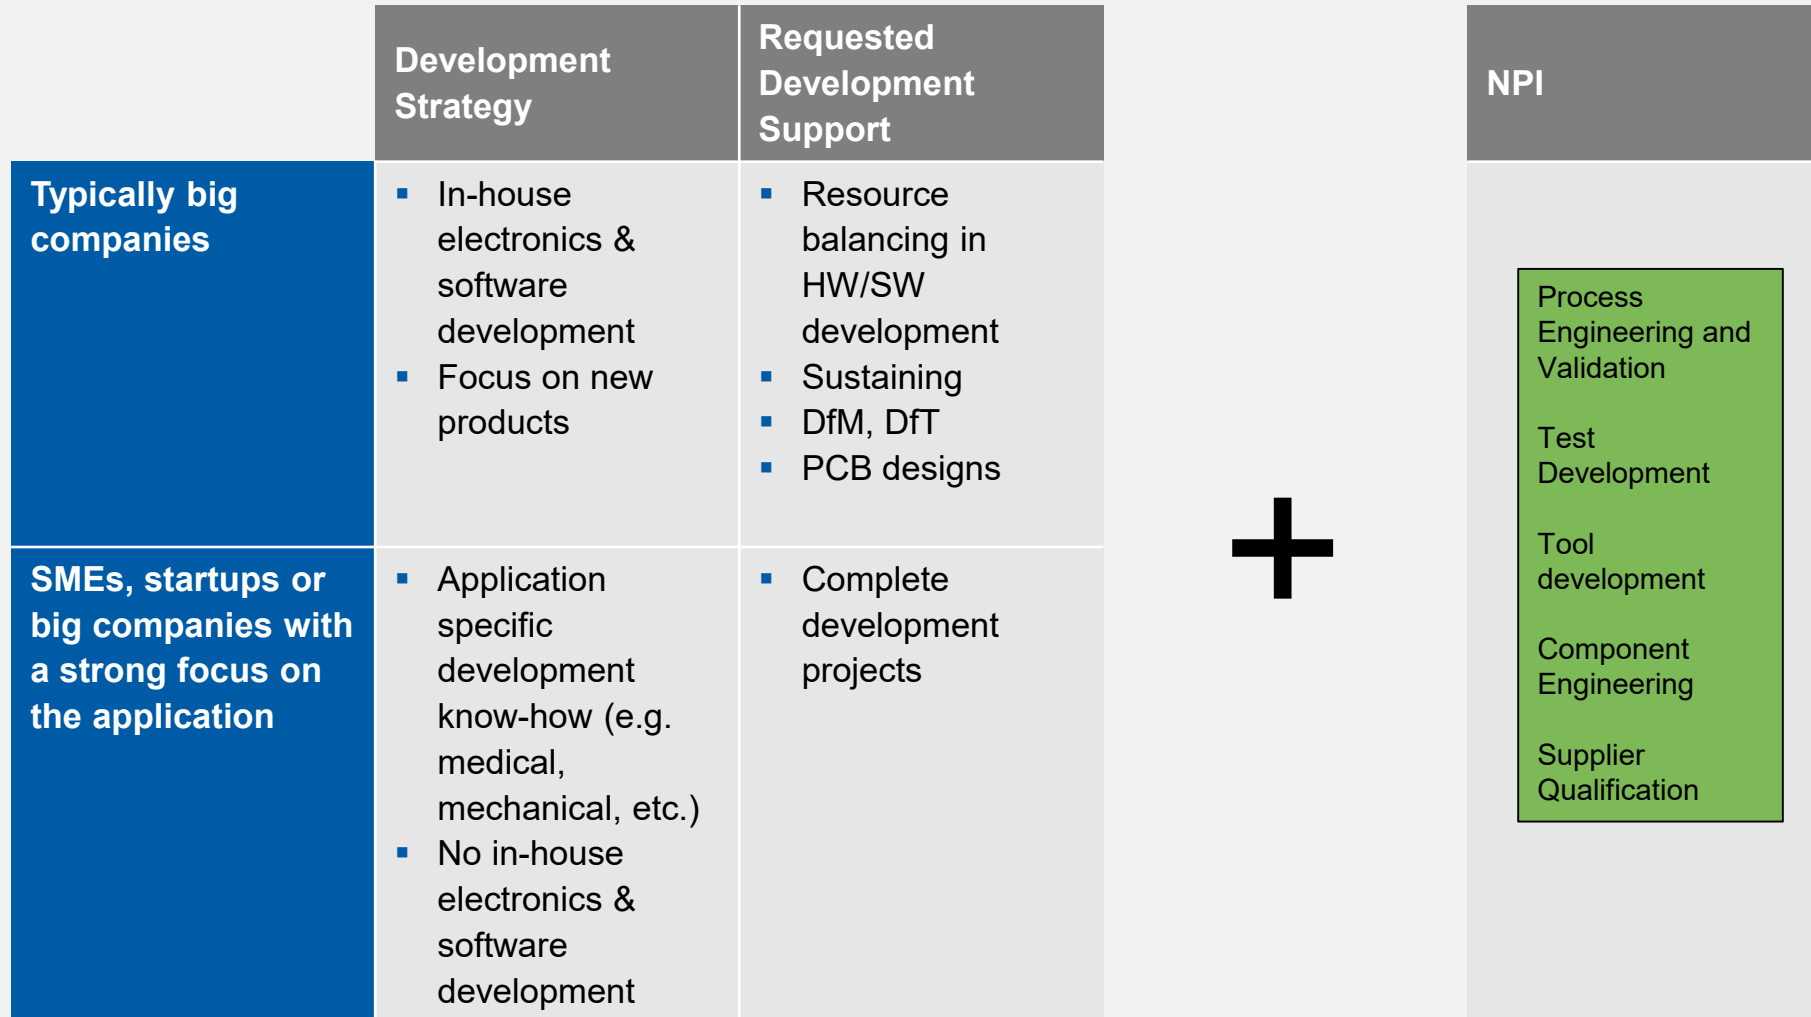 Development
Strategy
Requested
Development
Support
NPI
Typically big
companies
▪ In-house
electronics &
software
development
▪ Focus on new
products
▪ Resource
balancing in
HW/SW
development
▪ Sustaining
▪ DfM, DfT
▪ PCB designs
SMEs, startups or
big companies with
a strong focus on
the application
▪ Application
specific
development
know-how (e.g.
medical,
mechanical, etc.)
▪ No in-house
electronics &
software
development
▪ Complete
development
projects
+
Process
Engineering and
Validation
Test
Development
Tool
development
Component
Engineering
Supplier
Qualification